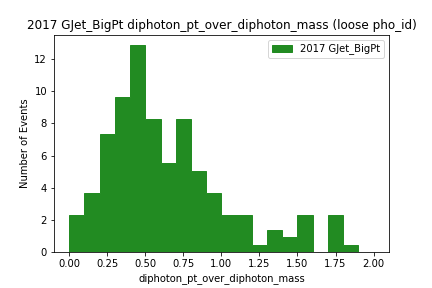 2017 GJet_BigPt diphoton_pt_over_diphoton_mass (loose pho_id)
2017 GJet_BigPt
Number of Events
12
10
8
6
4
2
0
0.00 0.25 0.50 0.75 1.00 1.25 1.50 1.75 2.00
diphoton_pt_over_diphoton_mass